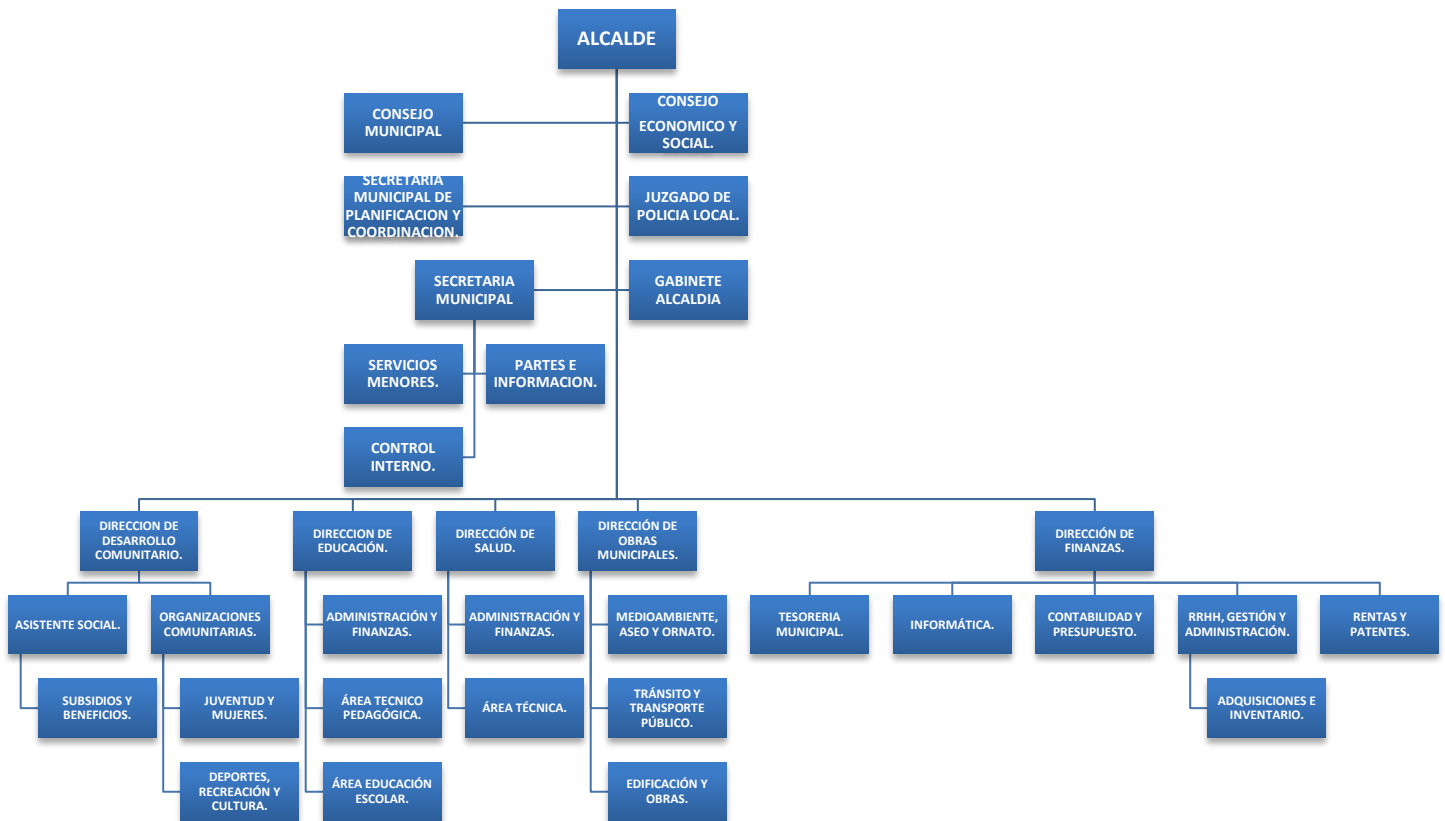 ALCALDE
CONSEJO
MUNICIPAL
CONSEJO
ECONOMICO Y
SOCIAL.
SECRETARIA
MUNICIPAL DE
PLANIFICACION Y
COORDINACION.
JUZGADO DE
POLICIA LOCAL.
SECRETARIA
MUNICIPAL
GABINETE
ALCALDIA
SERVICIOS
MENORES.
PARTES E
INFORMACION.
CONTROL
INTERNO.
DIRECCION DE
DESARROLLO
COMUNITARIO.
DIRECCION DE
EDUCACIÓN.
DIRECCIÓN DE
SALUD.
DIRECCIÓN DE
OBRAS
MUNICIPALES.
DIRECCIÓN DE
FINANZAS.
ASISTENTE SOCIAL.
ORGANIZACIONES
COMUNITARIAS.
ADMINISTRACIÓN Y
FINANZAS.
ADMINISTRACIÓN Y
FINANZAS.
MEDIOAMBIENTE,
ASEO Y ORNATO.
TESORERIA
MUNICIPAL.
INFORMÁTICA.
CONTABILIDAD Y
PRESUPUESTO.
RRHH, GESTIÓN Y
ADMINISTRACIÓN.
RENTAS Y
PATENTES.
SUBSIDIOS Y
BENEFICIOS.
JUVENTUD Y
MUJERES.
ÁREA TECNICO
PEDAGÓGICA.
ÁREA TÉCNICA.
TRÁNSITO Y
TRANSPORTE
PÚBLICO.
ADQUISICIONES E
INVENTARIO.
DEPORTES,
RECREACIÓN Y
CULTURA.
ÁREA EDUCACIÓN
ESCOLAR.
EDIFICACIÓN Y
OBRAS.